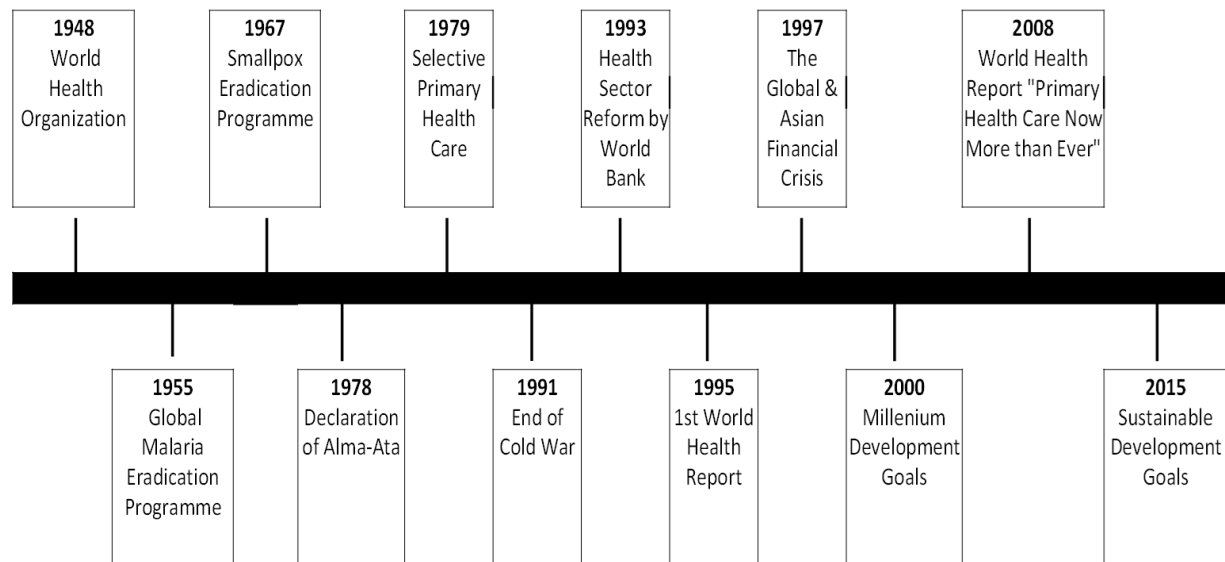 1948
World
Health
Organization
1967
Smallpox
Eradication
Programme
1979
Selective
Primary
Health
Care
1993
Health
Sector
Reform by
World
Bank
1997
The
Global &
Asian
Financial
Crisis
2008
World Health
Report "Primary
Health Care Now
More than Ever"
1955
Global
Malaria
Eradication
Programme
1978
Declaration
of Alma-Ata
1991
End of
Cold War
1995
1st World
Health
Report
2000
Millenium
Development
Goals
2015
Sustainable
Development
Goals